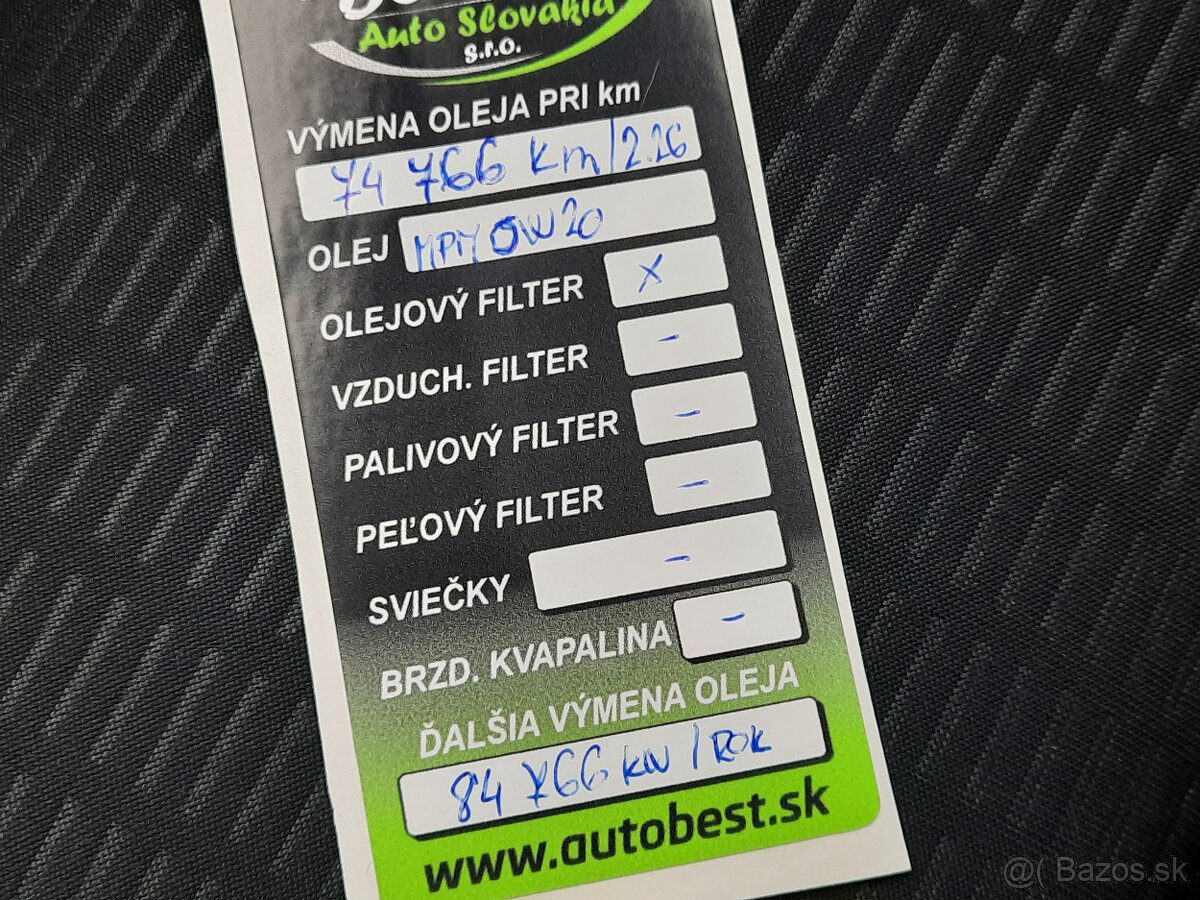 Auto Slovakia
s.r.o.
VÝMENA OLEJA PRI km
74 766 km/2.26
OLEJ MPM 0W20
OLEJOVÝ FILTER X
VZDUCH. FILTER -
PALIVOVÝ FILTER -
PEĽOVÝ FILTER -
SVIEČKY -
BRZD. KVAPALINA -
ĎALŠIA VÝMENA OLEJA
84 766 km / ROK
www.autobest.sk
@( Bazos.sk